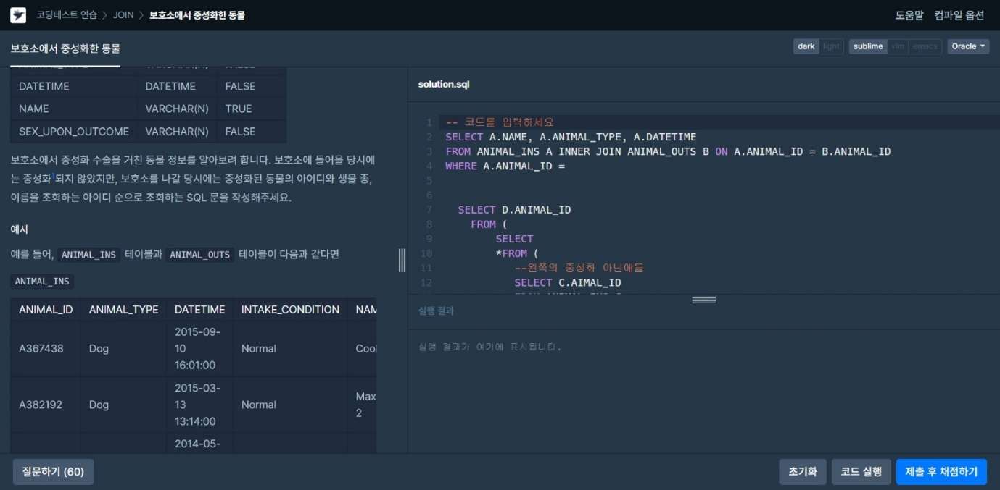 코딩테스트 연습 > JOIN > 보호소에서 중성화한 동물
도움말 컴파일 옵션
보호소에서 중성화한 동물
dark light sublime vim emacs Oracle
DATETIME DATETIME FALSE
NAME VARCHAR(N) TRUE
SEX_UPON_OUTCOME VARCHAR(N) FALSE
보호소에서 중성화 수술을 거친 동물 정보를 알아보려 합니다. 보호소에 들어올 당시에
는 중성화1되지 않았지만, 보호소를 나갈 당시에는 중성화된 동물의 아이디와 생물 종,
이름을 조회하는 아이디 순으로 조회하는 SQL 문을 작성해주세요.
예시
예를 들어, ANIMAL_INS 테이블과 ANIMAL_OUTS 테이블이 다음과 같다면
ANIMAL_INS
ANIMAL_ID ANIMAL_TYPE DATETIME INTAKE_CONDITION NAM
A367438 Dog 2015-09-
10
16:01:00 Normal Cool
A382192 Dog 2015-03-
13
13:14:00 Normal Max
2
2014-05-
solution.sql
1 -- 코드를 입력하세요
2 SELECT A.NAME, A.ANIMAL_TYPE, A.DATETIME
3 FROM ANIMAL_INS A INNER JOIN ANIMAL_OUTS B ON A.ANIMAL_ID = B.ANIMAL_ID
4 WHERE A.ANIMAL_ID =
5
6
7 SELECT D.ANIMAL_ID
8 FROM (
9 SELECT
10 *FROM (
11 --왼쪽의 중성화 아닌애들
12 SELECT C.AIMAL_ID
실행 결과
실행 결과가 여기에 표시됩니다.
질문하기 (60)
초기화 코드 실행 제출 후 채점하기